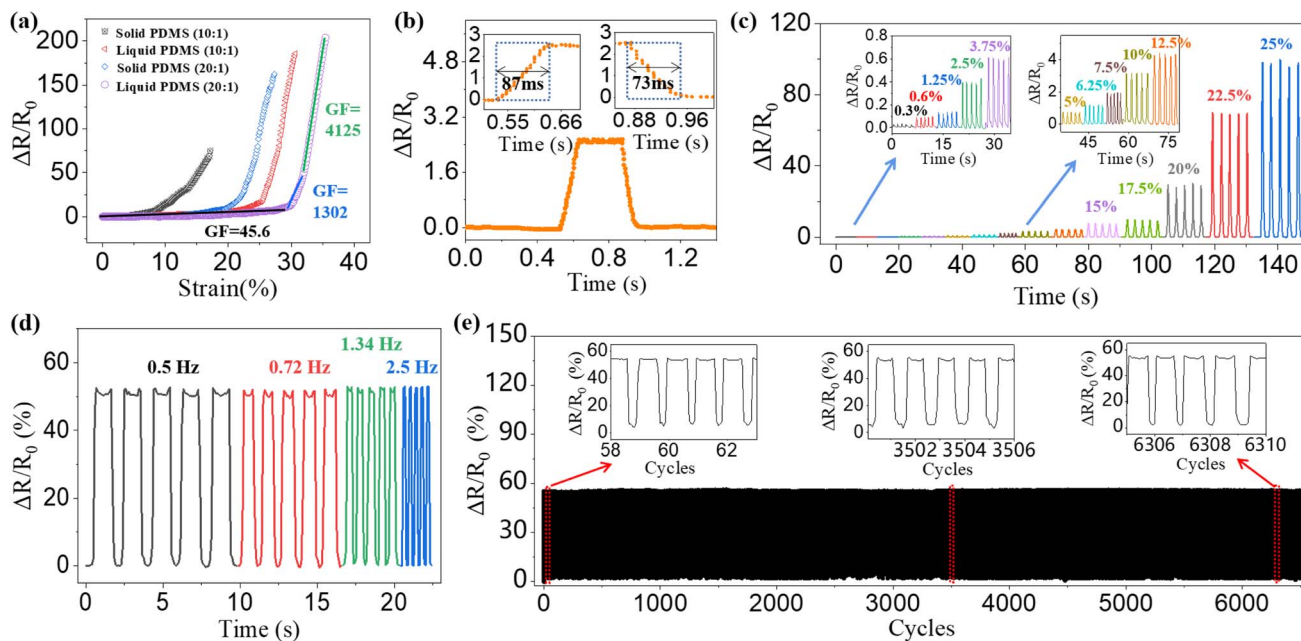 (a)
ΔR/R0
200
150
100
50
0
Solid PDMS (10:1)
Liquid PDMS (10:1)
Solid PDMS (20:1)
Liquid PDMS (20:1)
GF=
4125
GF=
1302
GF=45.6
0 10 20 30 40
Strain(%)
(b)
ΔR/R0
4.8
3.6
2.4
1.2
0.0
3
2
1
0
87ms
0.55 0.66
Time (s)
3
2
1
0
73ms
0.88 0.96
Time (s)
0.0 0.4 0.8 1.2
Time (s)
(c)
ΔR/R0
120
80
40
0
ΔR/R0
0.8
0.6
0.4
0.2
0.0
0.3%
0.6%
1.25%
2.5%
3.75%
0 15 30
Time (s)
ΔR/R0
6
4
2
0
5%
6.25%
7.5%
10%
12.5%
45 60 75
Time (s)
15%
17.5%
20%
22.5%
25%
0 20 40 60 80 100 120 140
Time (s)
(d)
ΔR/R0 (%)
60
40
20
0
0.5 Hz
0.72 Hz
1.34 Hz
2.5 Hz
0 5 10 15 20
Time (s)
(e)
ΔR/R0 (%)
150
120
90
60
30
0
ΔR/R0 (%)
60
40
20
0
58 60 62
Cycles
ΔR/R0 (%)
60
40
20
0
3502 3504 3506
Cycles
ΔR/R0 (%)
60
40
20
0
6306 6308 6310
Cycles
0 1000 2000 3000 4000 5000 6000
Cycles